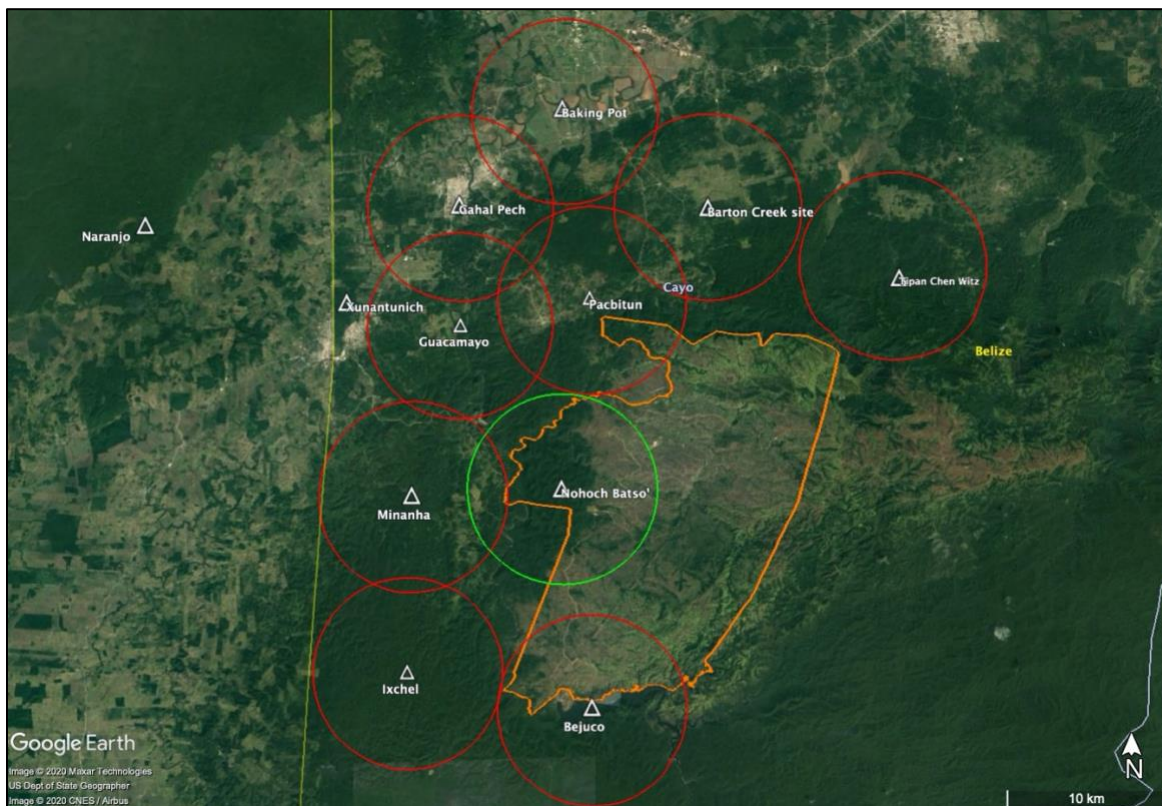 Baking Pot
Cahal Pech
Barton Creek site
Naranjo
Tipan Chen Witz
Cayo
Xunantunich
Pacbitun
Guacamayo
Belize
Nohoch Batso'
Minanha
Ixchel
Bejuco
Google Earth
Image © 2020 Maxar Technologies
US Dept of State Geographer
Image © 2020 CNES / Airbus
N
10 km